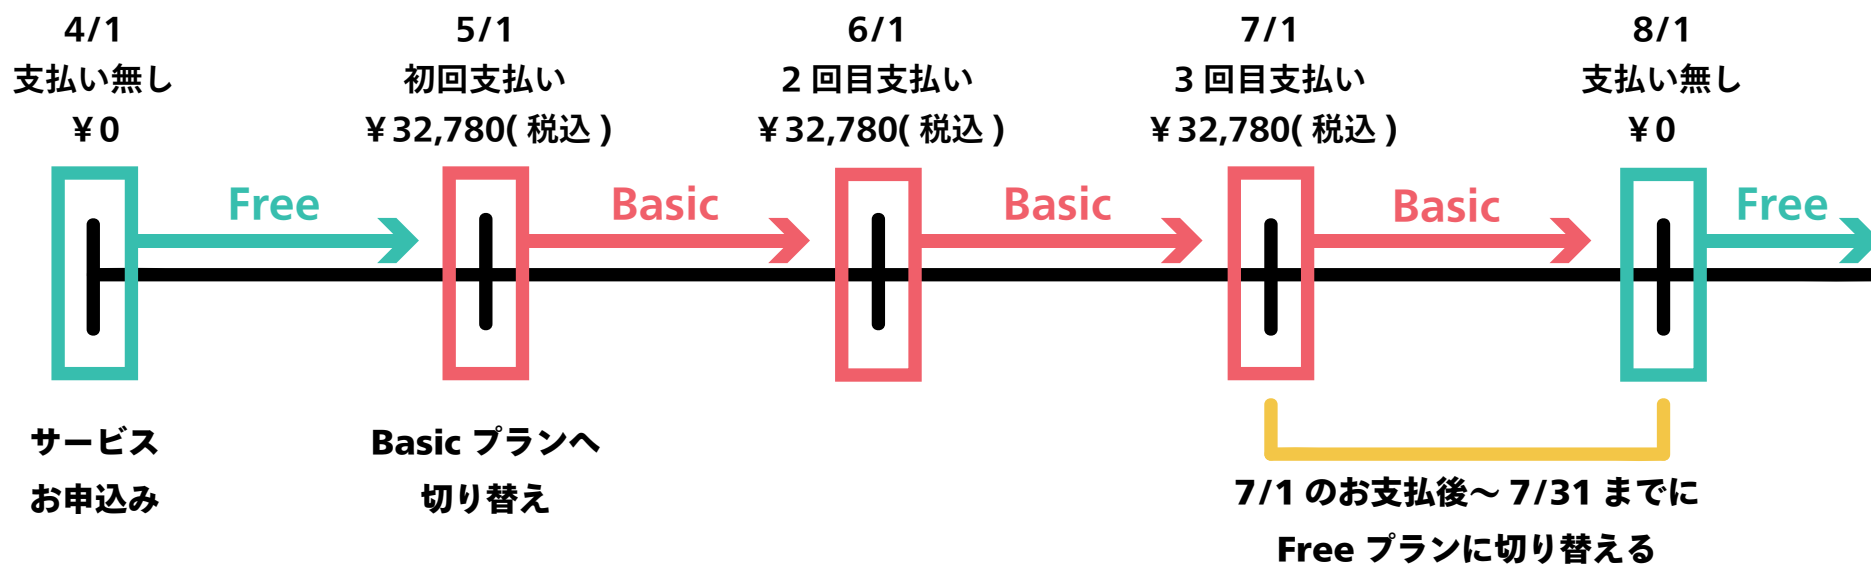 4/1
支払い無し
¥0
5/1
初回支払い
¥32,780( 税込 )
6/1
2 回目支払い
¥32,780( 税込 )
7/1
3 回目支払い
¥32,780( 税込 )
8/1
支払い無し
¥0
Free
Basic
Basic
Basic
Free
サービス
お申込み
Basic プランへ
切り替え
7/1 のお支払後～ 7/31 までに
Free プランに切り替える